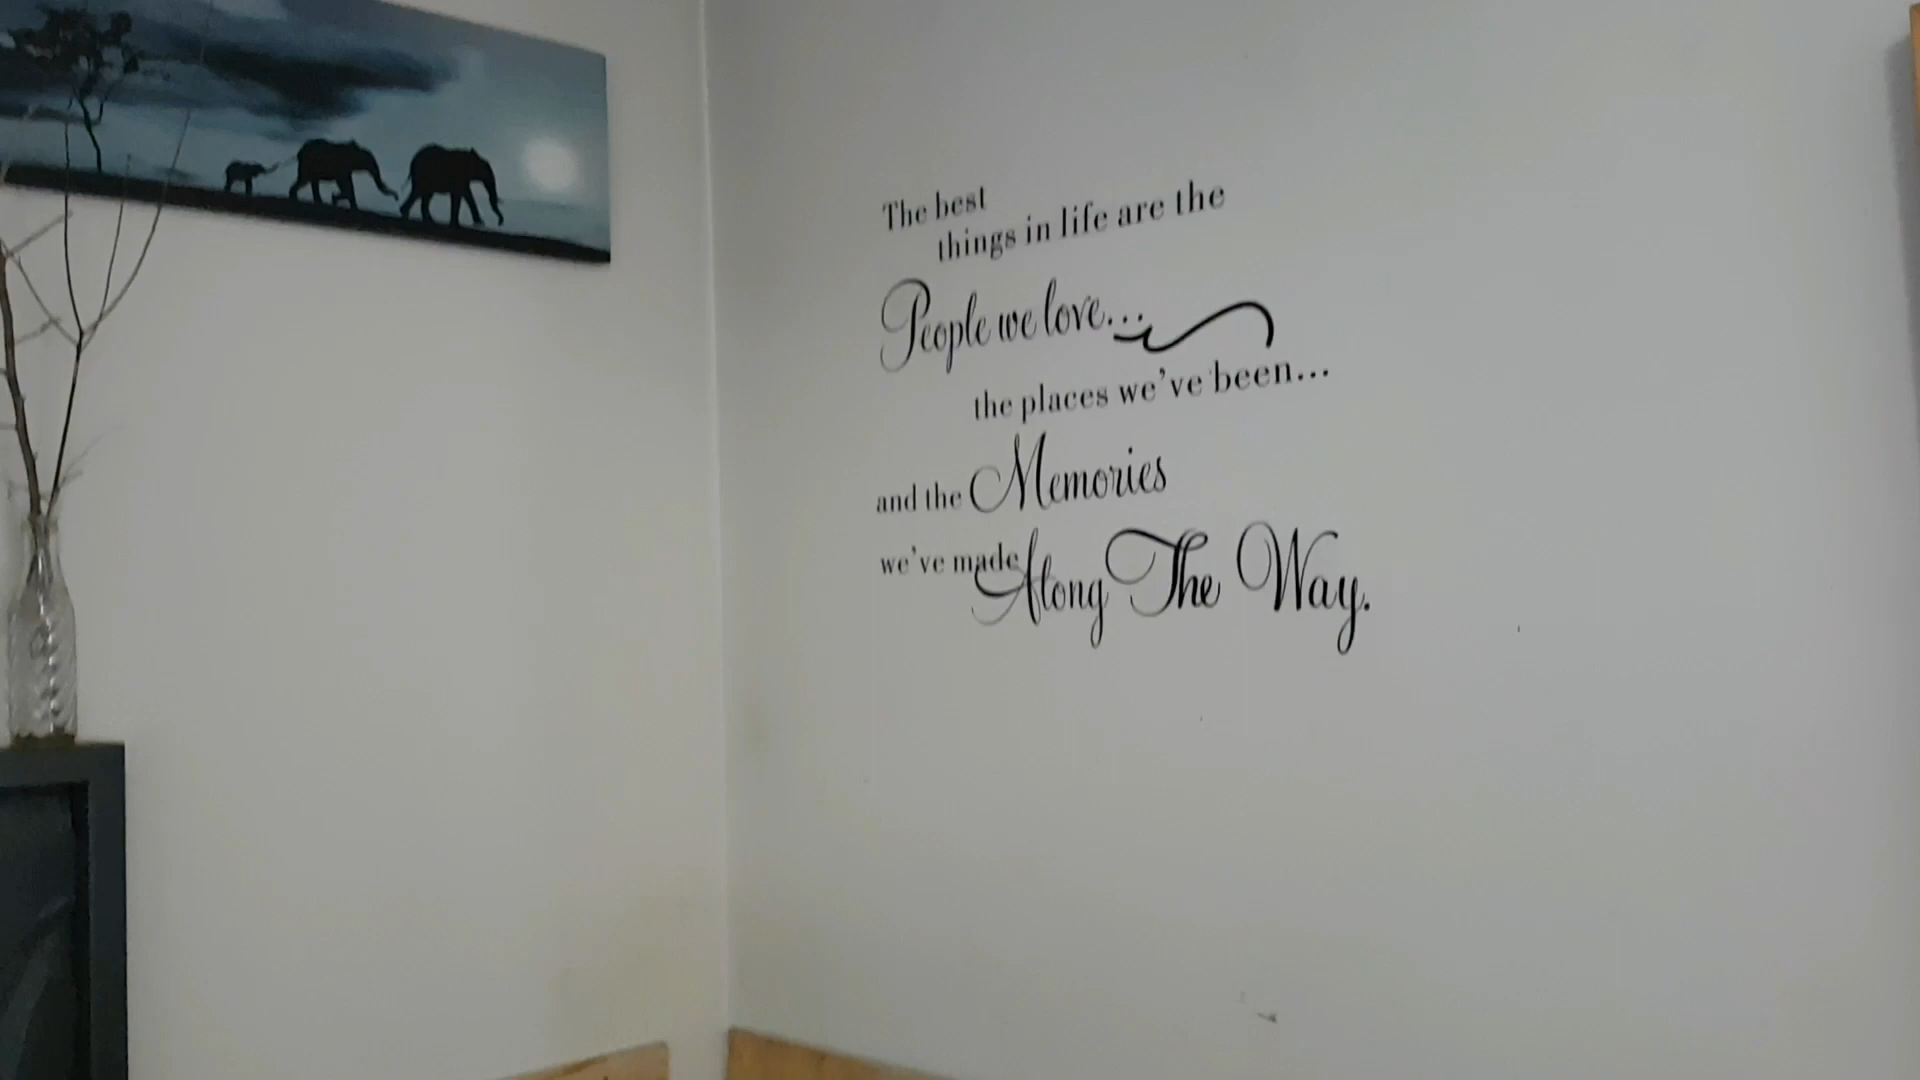 The best
things in life are the
People we love...
the places we've been...
and the Memories
we've made Along The Way.